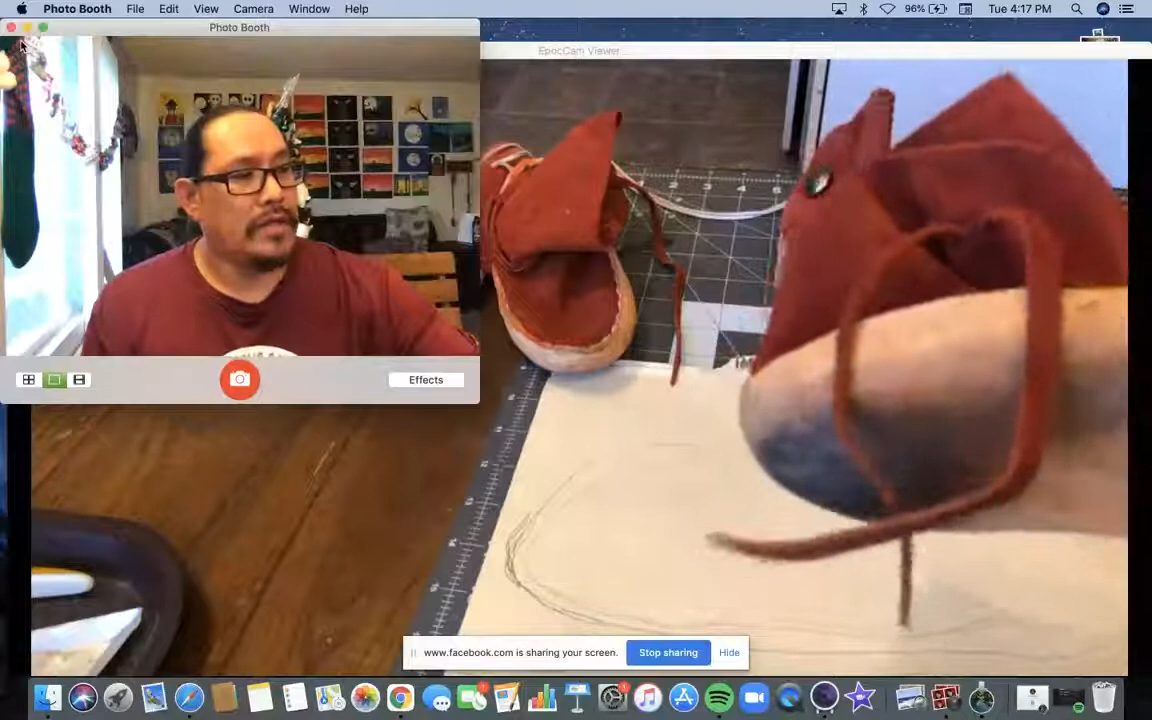 Photo Booth File Edit View Camera Window Help 96% Tue 4:17 PM
Photo Booth
EpocCam Viewer
Effects
www.facebook.com is sharing your screen. Stop sharing Hide